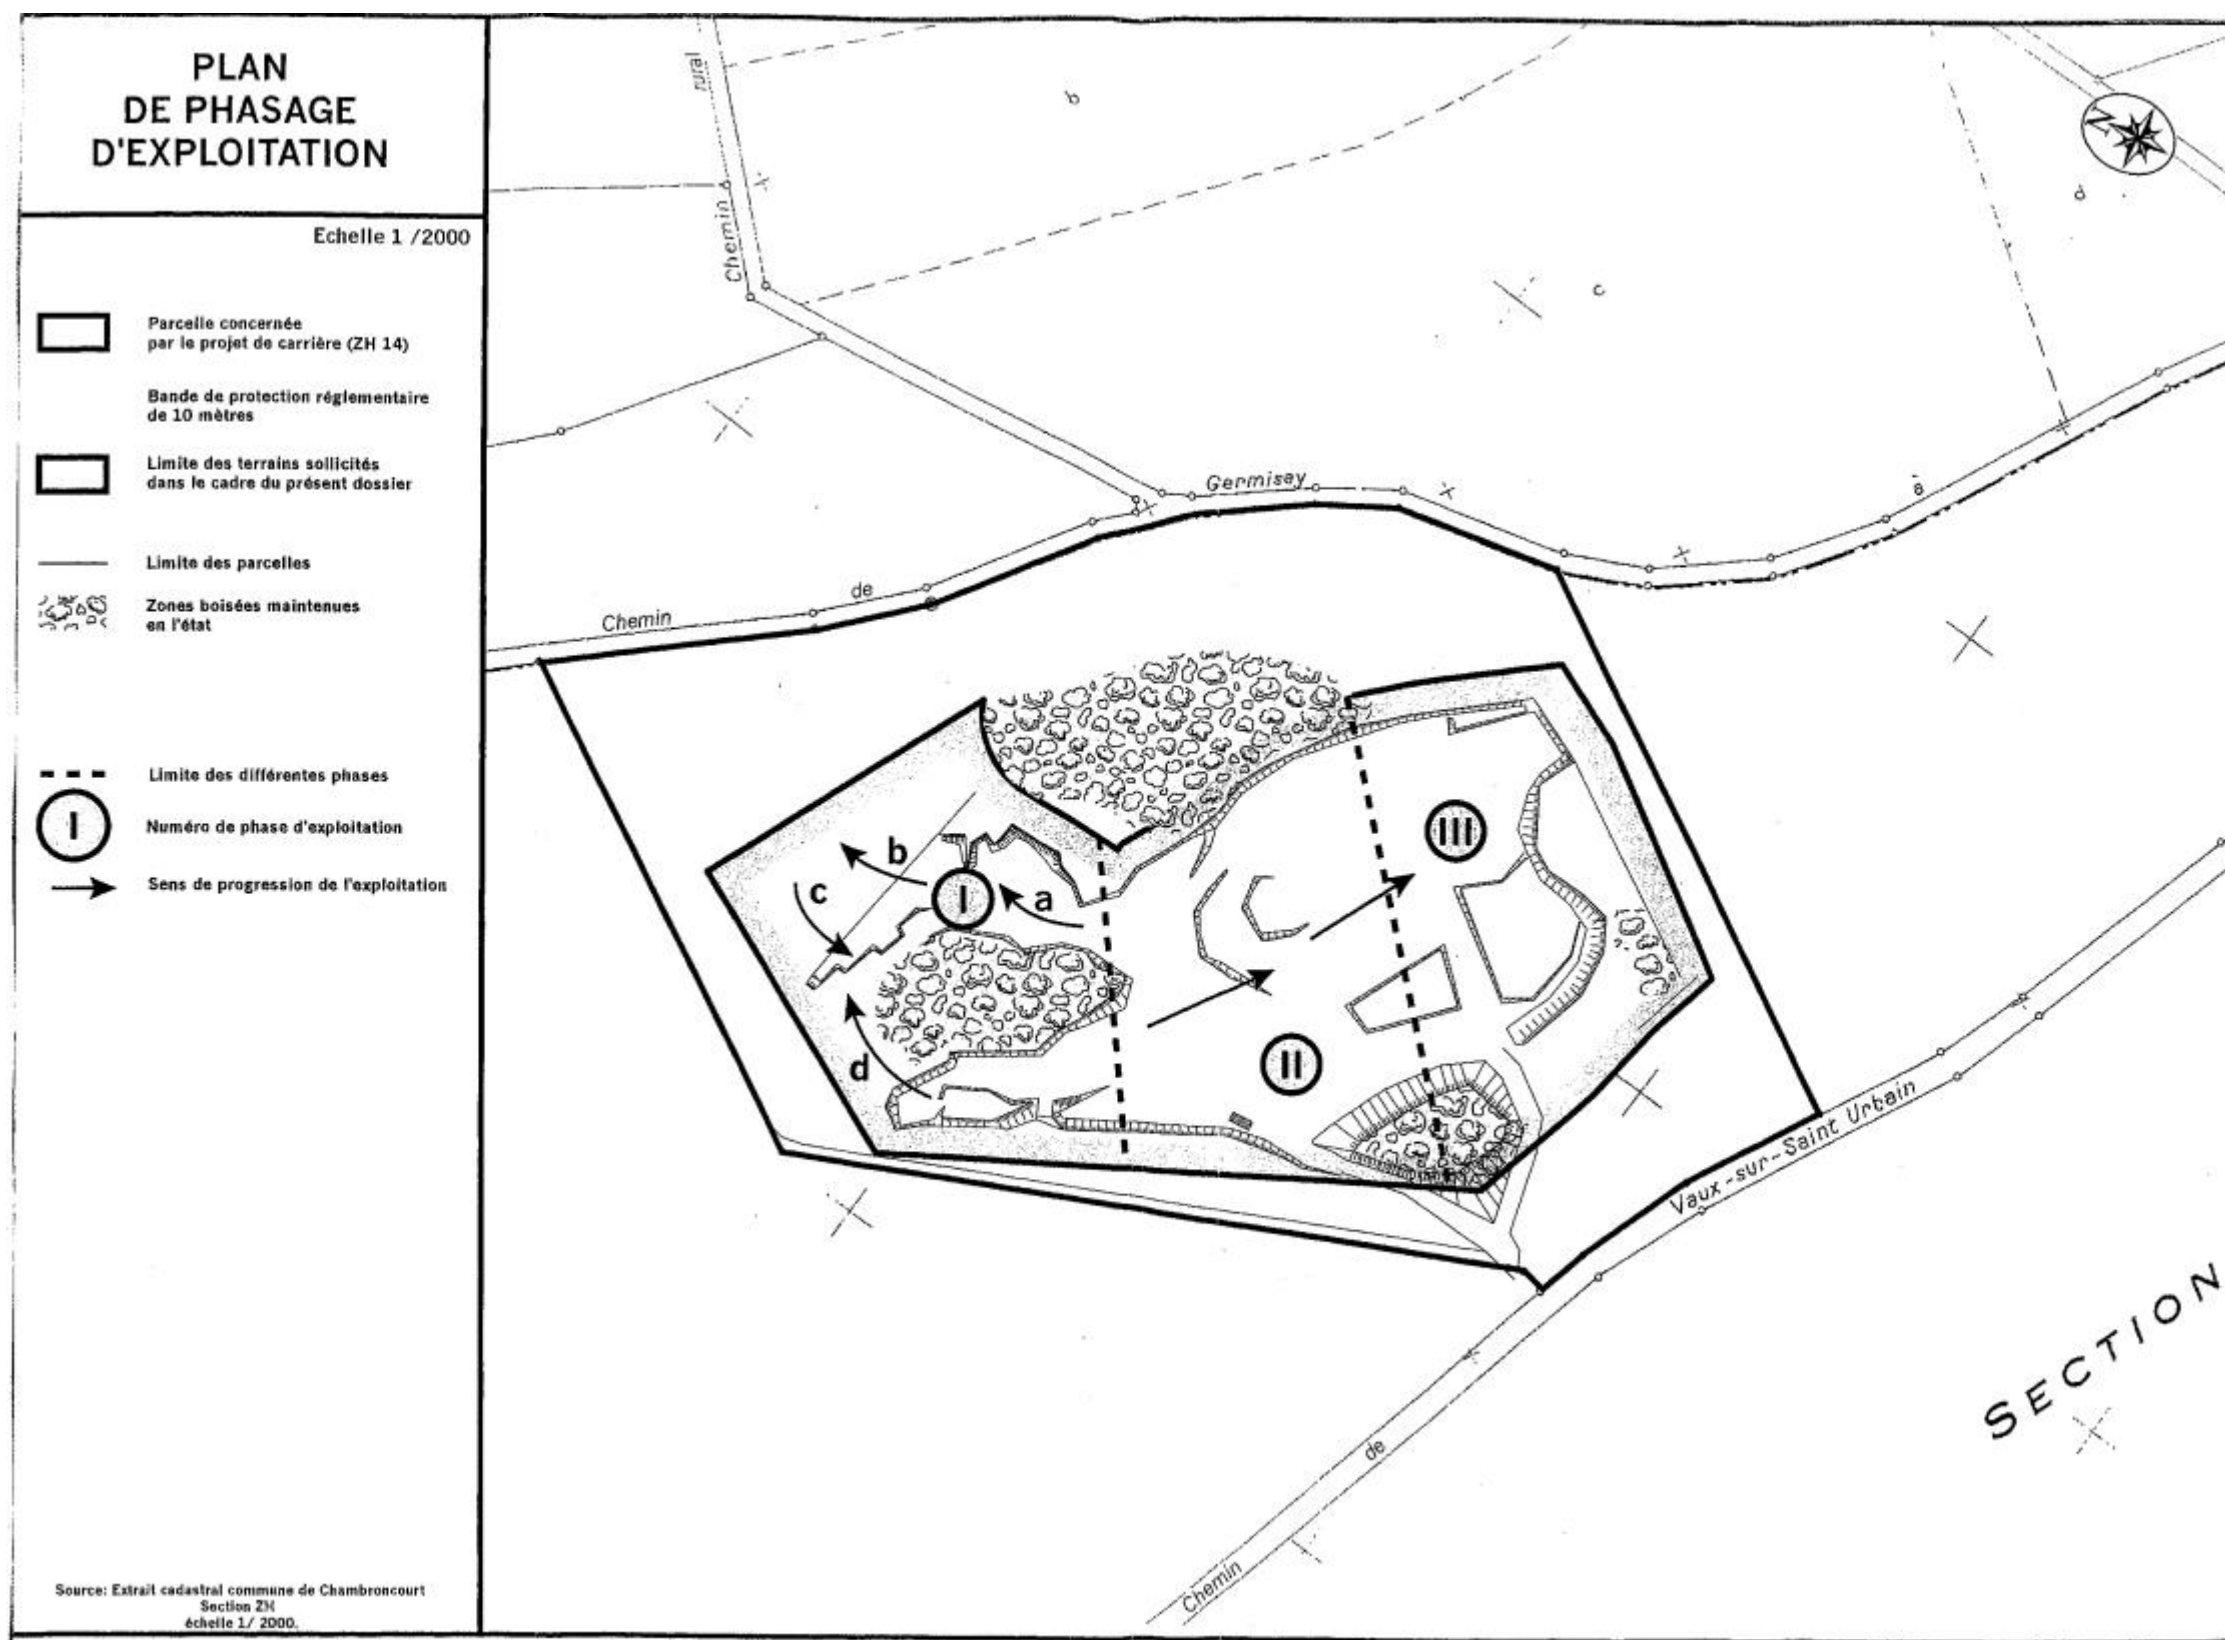 PLAN
DE PHASAGE
D'EXPLOITATION
Echelle 1 /2000
Parcelle concernée
par le projet de carrière (ZH 14)
Bande de protection réglementaire
de 10 mètres
Limite des terrains sollicités
dans le cadre du présent dossier
Limite des parcelles
Zones boisées maintenues
en l'état
Limite des différentes phases
I
Numéro de phase d'exploitation
Sens de progression de l'exploitation
Source: Extrait cadastral commune de Chambroncourt
Section ZH
échelle 1/ 2000.
rural
Chemin
b
c
d
N
Chemin
de
Germisey
à
b
c
a
d
I
II
III
Vaux-sur-Saint Urbain
de
Chemin
SECTION